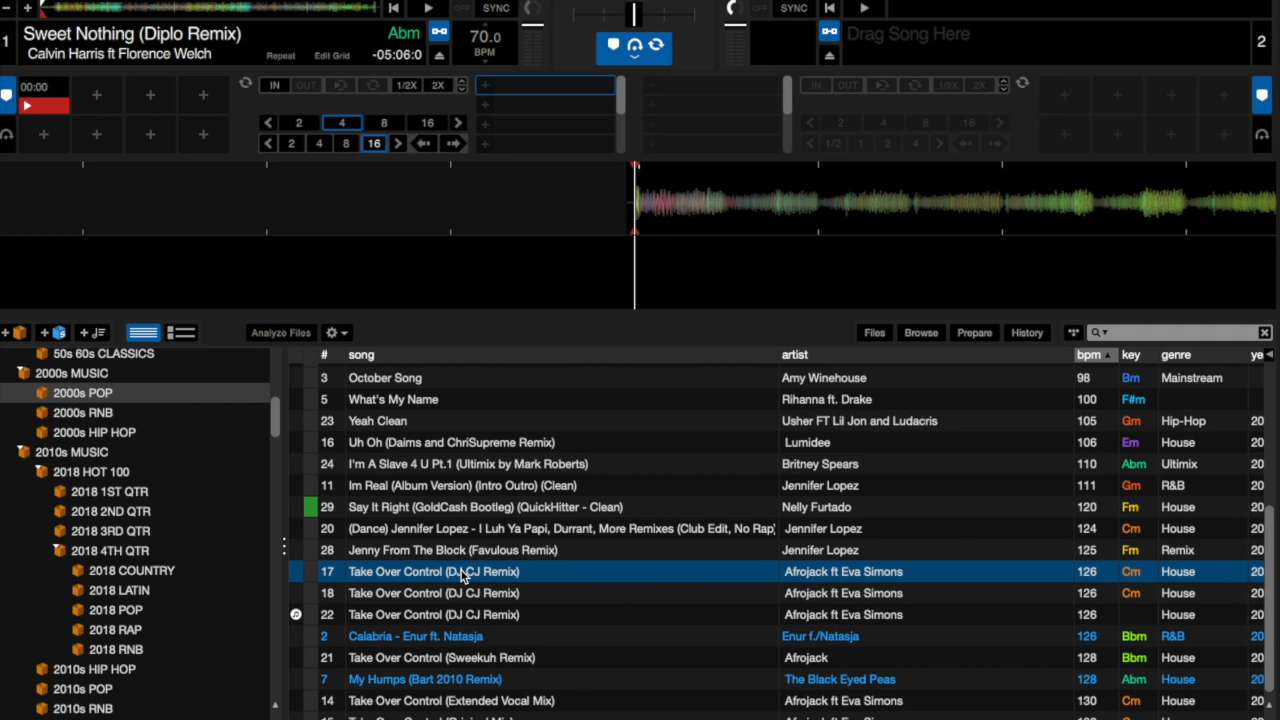 SYNC
SYNC
1
Sweet Nothing (Diplo Remix)
Abm
70.0
BPM
Drag Song Here
2
Calvin Harris ft Florence Welch
Repeat
Edit Grid
-05:06:0
00:00
IN OUT 1/2X 2X
IN OUT 1/2X 2X
2 4 8 16
2 4 8 16
2 4 8 16
1/2 1 2 4
Analyze Files
Files Browse Prepare History
50s 60s CLASSICS
2000s MUSIC
2000s POP
2000s RNB
2000s HIP HOP
2010s MUSIC
2018 HOT 100
2018 1ST QTR
2018 2ND QTR
2018 3RD QTR
2018 4TH QTR
2018 COUNTRY
2018 LATIN
2018 POP
2018 RAP
2018 RNB
2010s HIP HOP
2010s POP
2010s RNB
# song artist bpm key genre ye
3 October Song Amy Winehouse 98 Bm Mainstream
5 What's My Name Rihanna ft. Drake 100 F#m
23 Yeah Clean Usher FT Lil Jon and Ludacris 105 Gm Hip-Hop 20
16 Uh Oh (Daims and ChriSupreme Remix) Lumidee 106 Em House 20
24 I'm A Slave 4 U Pt.1 (Ultimix by Mark Roberts) Britney Spears 110 Abm Ultimix 20
11 Im Real (Album Version) (Intro Outro) (Clean) Jennifer Lopez 111 Gm R&B 20
29 Say It Right (GoldCash Bootleg) (QuickHitter - Clean) Nelly Furtado 120 Fm House 20
20 (Dance) Jennifer Lopez - I Luh Ya Papi, Durrant, More Remixes (Club Edit, No Rap) Jennifer Lopez 124 Cm House 20
28 Jenny From The Block (Favulous Remix) Jennifer Lopez 125 Fm Remix 20
17 Take Over Control (DJ CJ Remix) Afrojack ft Eva Simons 126 Cm House 20
18 Take Over Control (DJ CJ Remix) Afrojack ft Eva Simons 126 Cm House 20
22 Take Over Control (DJ CJ Remix) Afrojack ft Eva Simons 126 House 20
2 Calabria - Enur ft. Natasja Enur f./Natasja 126 Bbm R&B 20
21 Take Over Control (Sweekuh Remix) Afrojack 128 Bbm House 20
7 My Humps (Bart 2010 Remix) The Black Eyed Peas 128 Abm House 20
14 Take Over Control (Extended Vocal Mix) Afrojack ft Eva Simons 130 Cm House 20